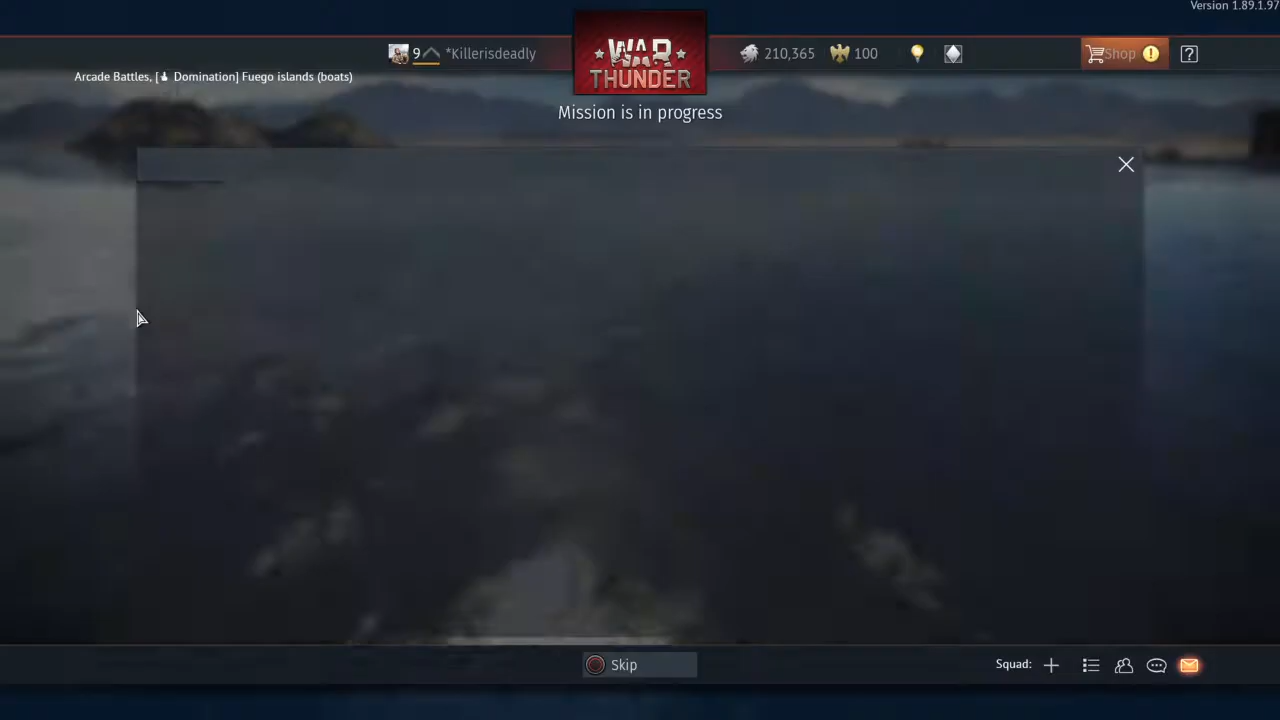 Version 1.89.1.97
9 *Killerisdeadly
WAR
THUNDER
210,365
100
Shop
Arcade Battles, [ Domination] Fuego islands (boats)
Mission is in progress
Skip
Squad: